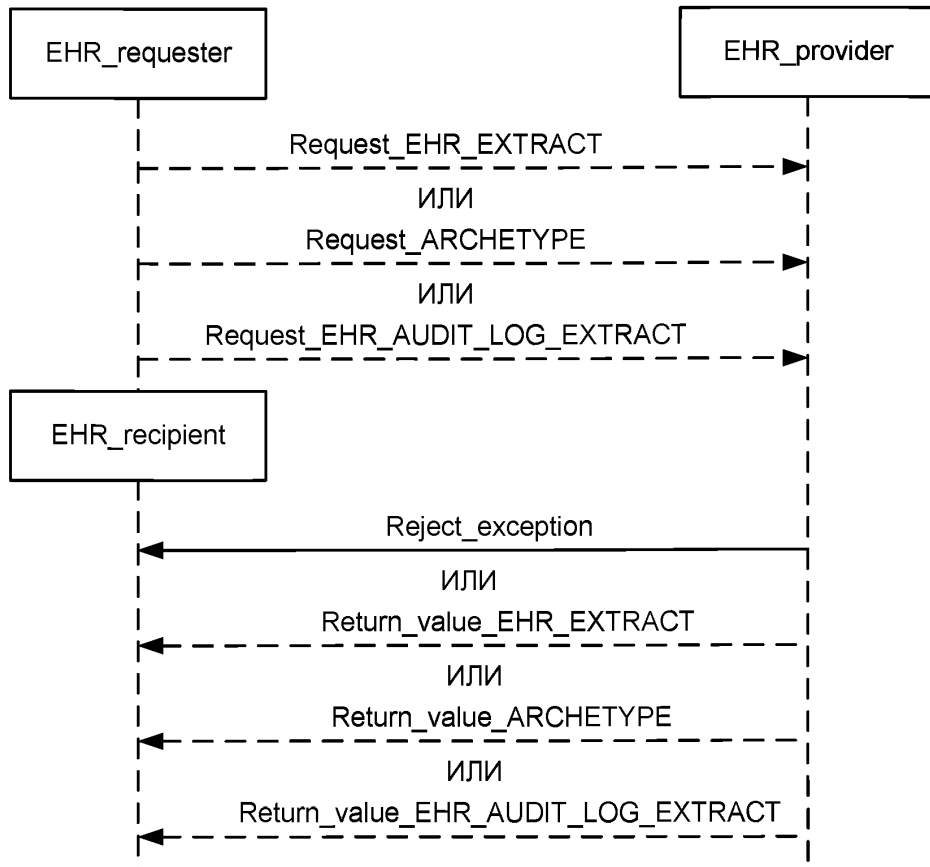 EHR_requester
EHR_provider
Request_EHR_EXTRACT
ИЛИ
Request_ARCHETYPE
ИЛИ
Request_EHR_AUDIT_LOG_EXTRACT
EHR_recipient
Reject_exception
ИЛИ
Return_value_EHR_EXTRACT
ИЛИ
Return_value_ARCHETYPE
ИЛИ
Return_value_EHR_AUDIT_LOG_EXTRACT